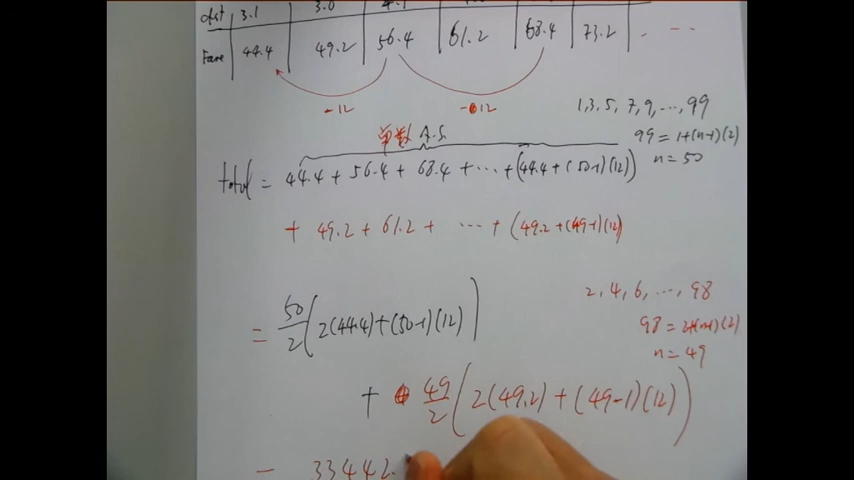 dist 3.1 3.0
Fare 44.4 49.2 56.4 61.2 68.4 73.2 - - -
-12 -12
1,3,5,7,9,...,99
单数 A.S. 99=1+(n-1)(2)
n=50
total = 44.4+56.4+68.4+...+(44.4+(50-1)(12))
+ 49.2+61.2+ ... +(49.2+(49-1)(12)
2,4,6,...,98
= 50/2(2(44.4)+(50-1)(12))
98=2+(n-1)(2)
n=49
+ 49/2(2(49.2)+(49-1)(12))
= 33442.